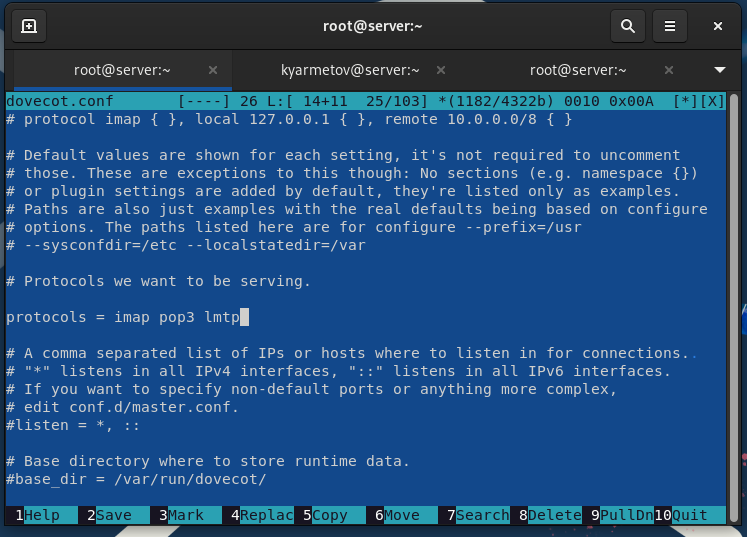 root@server:~
root@server:~ × kyarmetov@server:~ × root@server:~ ×
dovecot.conf [----] 26 L:[ 14+11 25/103] *(1182/4322b) 0010 0x00A [*][X]
# protocol imap { }, local 127.0.0.1 { }, remote 10.0.0.0/8 { }
# Default values are shown for each setting, it's not required to uncomment
# those. These are exceptions to this though: No sections (e.g. namespace {})
# or plugin settings are added by default, they're listed only as examples.
# Paths are also just examples with the real defaults being based on configure
# options. The paths listed here are for configure --prefix=/usr
# --sysconfdir=/etc --localstatedir=/var
# Protocols we want to be serving.
protocols = imap pop3 lmtp
# A comma separated list of IPs or hosts where to listen in for connections..
# "*" listens in all IPv4 interfaces, "::" listens in all IPv6 interfaces.
# If you want to specify non-default ports or anything more complex,
# edit conf.d/master.conf.
#listen = *, ::
# Base directory where to store runtime data.
#base_dir = /var/run/dovecot/
1Help 2Save 3Mark 4Replac 5Copy 6Move 7Search 8Delete 9PullDn 10Quit